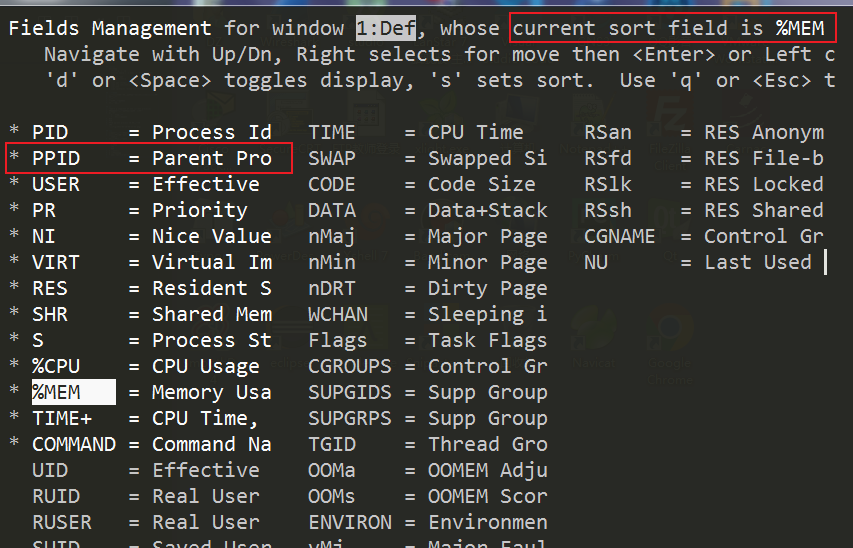 Fields Management for window 1:Def, whose current sort field is %MEM
Navigate with Up/Dn, Right selects for move then <Enter> or Left c
'd' or <Space> toggles display, 's' sets sort. Use 'q' or <Esc> t
* PID = Process Id TIME = CPU Time RSan = RES Anonym
* PPID = Parent Pro SWAP = Swapped Si RSfd = RES File-b
* USER = Effective CODE = Code Size RSlk = RES Locked
* PR = Priority DATA = Data+Stack RSsh = RES Shared
* NI = Nice Value nMaj = Major Page CGNAME = Control Gr
* VIRT = Virtual Im nMin = Minor Page NU = Last Used
* RES = Resident S nDRT = Dirty Page
* SHR = Shared Mem WCHAN = Sleeping i
* S = Process St Flags = Task Flags
* %CPU = CPU Usage CGROUPS = Control Gr
* %MEM = Memory Usa SUPGIDS = Supp Group
* TIME+ = CPU Time, SUPGRPS = Supp Group
* COMMAND = Command Na TGID = Thread Gro
UID = Effective OOMa = OOMEM Adju
RUID = Real User OOMs = OOMEM Scor
RUSER = Real User ENVIRON = Environmen
SUID = Saved User vMj = Major Faul